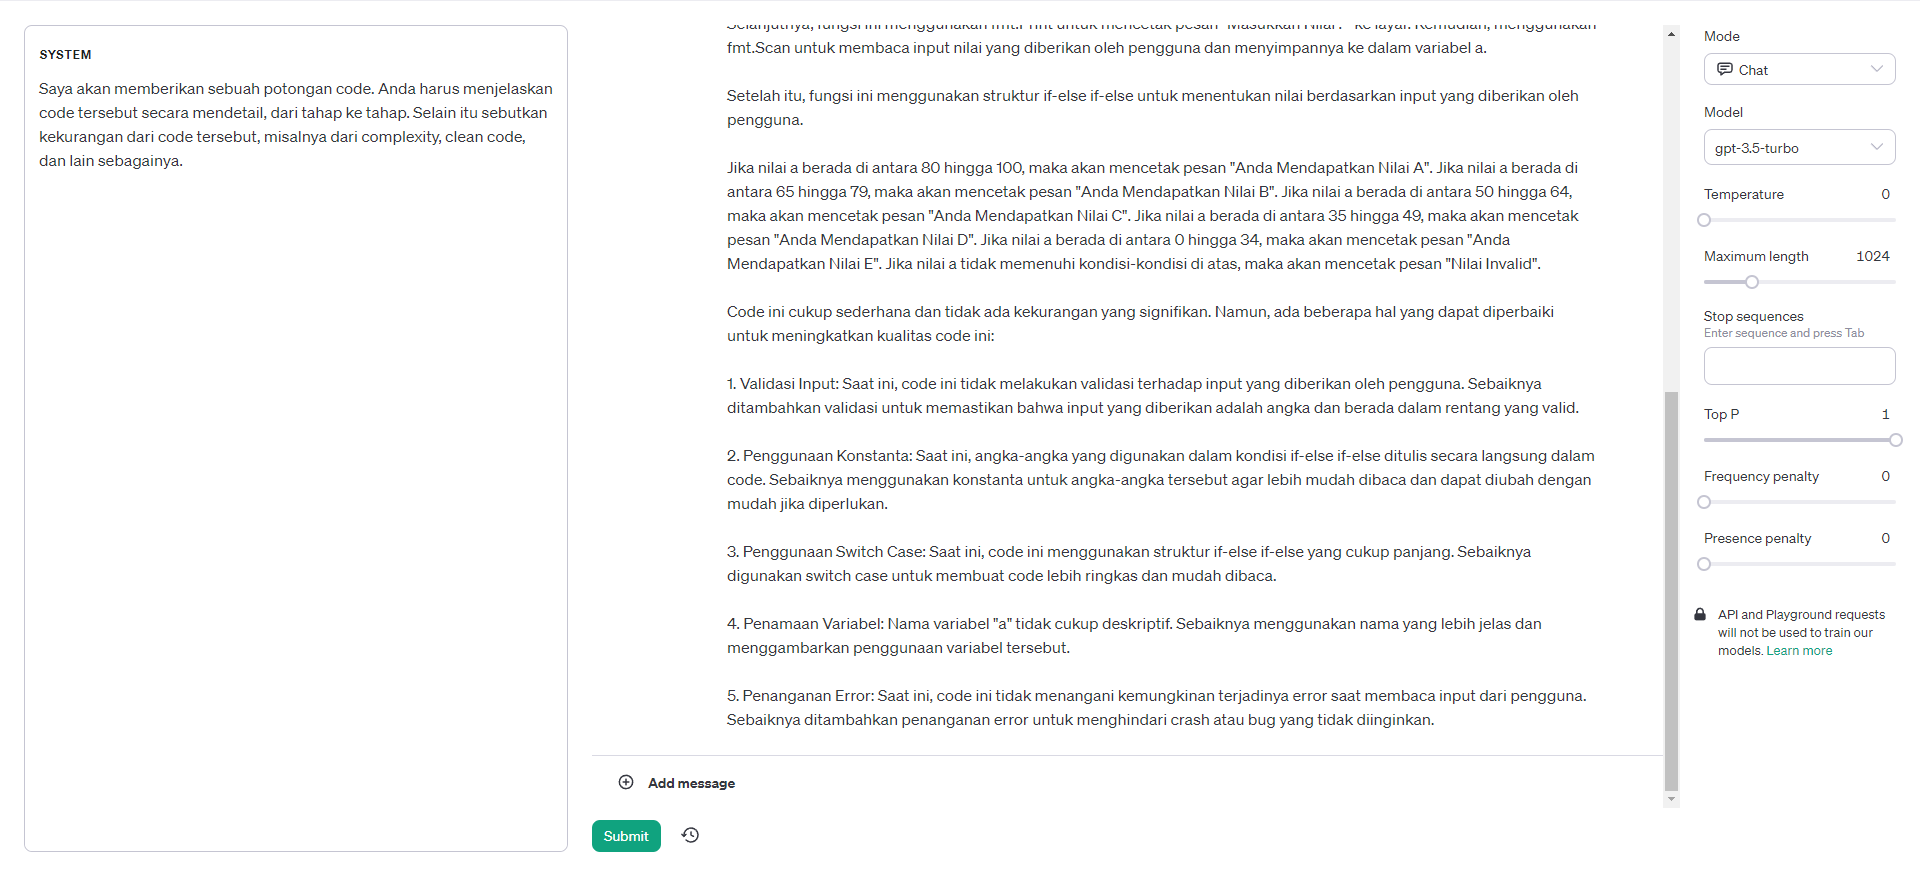 SYSTEM
Saya akan memberikan sebuah potongan code. Anda harus menjelaskan
code tersebut secara mendetail, dari tahap ke tahap. Selain itu sebutkan
kekurangan dari code tersebut, misalnya dari complexity, clean code,
dan lain sebagainya.
Selanjutnya, fungsi ini menggunakan fmt.Print untuk mencetak pesan "Masukkan Nilai: " ke layar. Kemudian, menggunakan
fmt.Scan untuk membaca input nilai yang diberikan oleh pengguna dan menyimpannya ke dalam variabel a.
Setelah itu, fungsi ini menggunakan struktur if-else if-else untuk menentukan nilai berdasarkan input yang diberikan oleh
pengguna.
Jika nilai a berada di antara 80 hingga 100, maka akan mencetak pesan "Anda Mendapatkan Nilai A". Jika nilai a berada di
antara 65 hingga 79, maka akan mencetak pesan "Anda Mendapatkan Nilai B". Jika nilai a berada di antara 50 hingga 64,
maka akan mencetak pesan "Anda Mendapatkan Nilai C". Jika nilai a berada di antara 35 hingga 49, maka akan mencetak
pesan "Anda Mendapatkan Nilai D". Jika nilai a berada di antara 0 hingga 34, maka akan mencetak pesan "Anda
Mendapatkan Nilai E". Jika nilai a tidak memenuhi kondisi-kondisi di atas, maka akan mencetak pesan "Nilai Invalid".
Code ini cukup sederhana dan tidak ada kekurangan yang signifikan. Namun, ada beberapa hal yang dapat diperbaiki
untuk meningkatkan kualitas code ini:
1. Validasi Input: Saat ini, code ini tidak melakukan validasi terhadap input yang diberikan oleh pengguna. Sebaiknya
ditambahkan validasi untuk memastikan bahwa input yang diberikan adalah angka dan berada dalam rentang yang valid.
2. Penggunaan Konstanta: Saat ini, angka-angka yang digunakan dalam kondisi if-else if-else ditulis secara langsung dalam
code. Sebaiknya menggunakan konstanta untuk angka-angka tersebut agar lebih mudah dibaca dan dapat diubah dengan
mudah jika diperlukan.
3. Penggunaan Switch Case: Saat ini, code ini menggunakan struktur if-else if-else yang cukup panjang. Sebaiknya
digunakan switch case untuk membuat code lebih ringkas dan mudah dibaca.
4. Penamaan Variabel: Nama variabel "a" tidak cukup deskriptif. Sebaiknya menggunakan nama yang lebih jelas dan
menggambarkan penggunaan variabel tersebut.
5. Penanganan Error: Saat ini, code ini tidak menangani kemungkinan terjadinya error saat membaca input dari pengguna.
Sebaiknya ditambahkan penanganan error untuk menghindari crash atau bug yang tidak diinginkan.
Add message
Submit
Mode
Chat
Model
gpt-3.5-turbo
Temperature 0
Maximum length 1024
Stop sequences
Enter sequence and press Tab
Top P 1
Frequency penalty 0
Presence penalty 0
API and Playground requests
will not be used to train our
models. Learn more